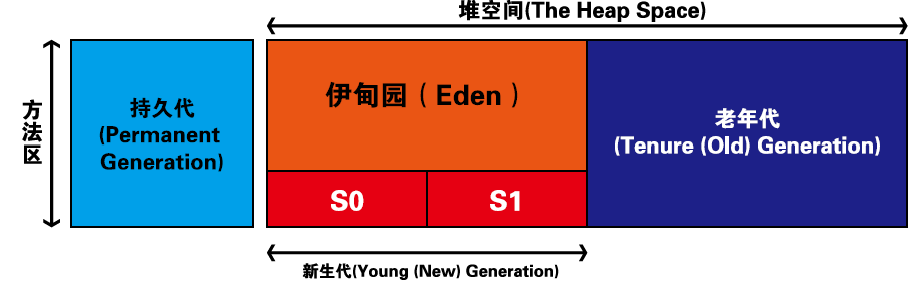 堆空间(The Heap Space)
方法区
持久代
(Permanent
Generation)
伊甸园（Eden）
S0
S1
老年代
(Tenure (Old) Generation)
新生代(Young (New) Generation)